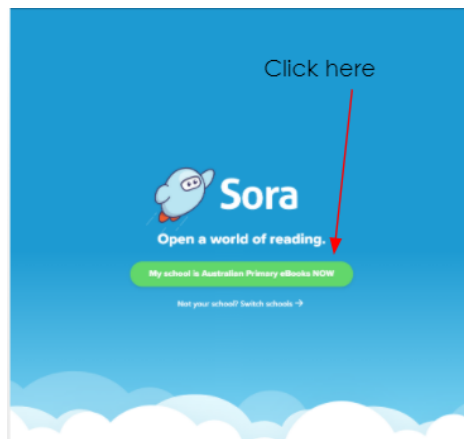 Click here
Sora
Open a world of reading.
My school is Australian Primary eBooks NOW
Not your school? Switch schools →